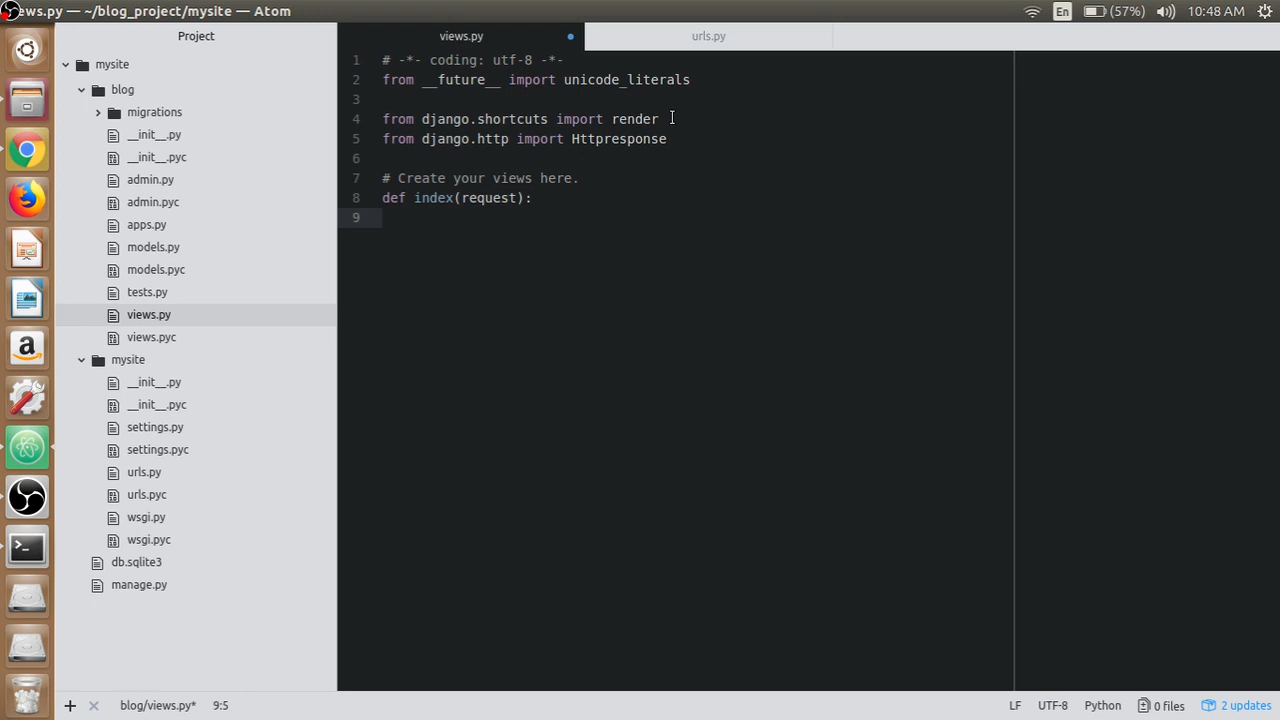 ews.py — ~/blog_project/mysite — Atom
En (57%) 10:48 AM
Project
views.py
urls.py
mysite
blog
migrations
__init__.py
__init__.pyc
admin.py
admin.pyc
apps.py
models.py
models.pyc
tests.py
views.py
views.pyc
mysite
__init__.py
__init__.pyc
settings.py
settings.pyc
urls.py
urls.pyc
wsgi.py
wsgi.pyc
db.sqlite3
manage.py
1 # -*- coding: utf-8 -*-
2 from __future__ import unicode_literals
3
4 from django.shortcuts import render
5 from django.http import Httpresponse
6
7 # Create your views here.
8 def index(request):
9
blog/views.py* 9:5 LF UTF-8 Python 0 files 2 updates